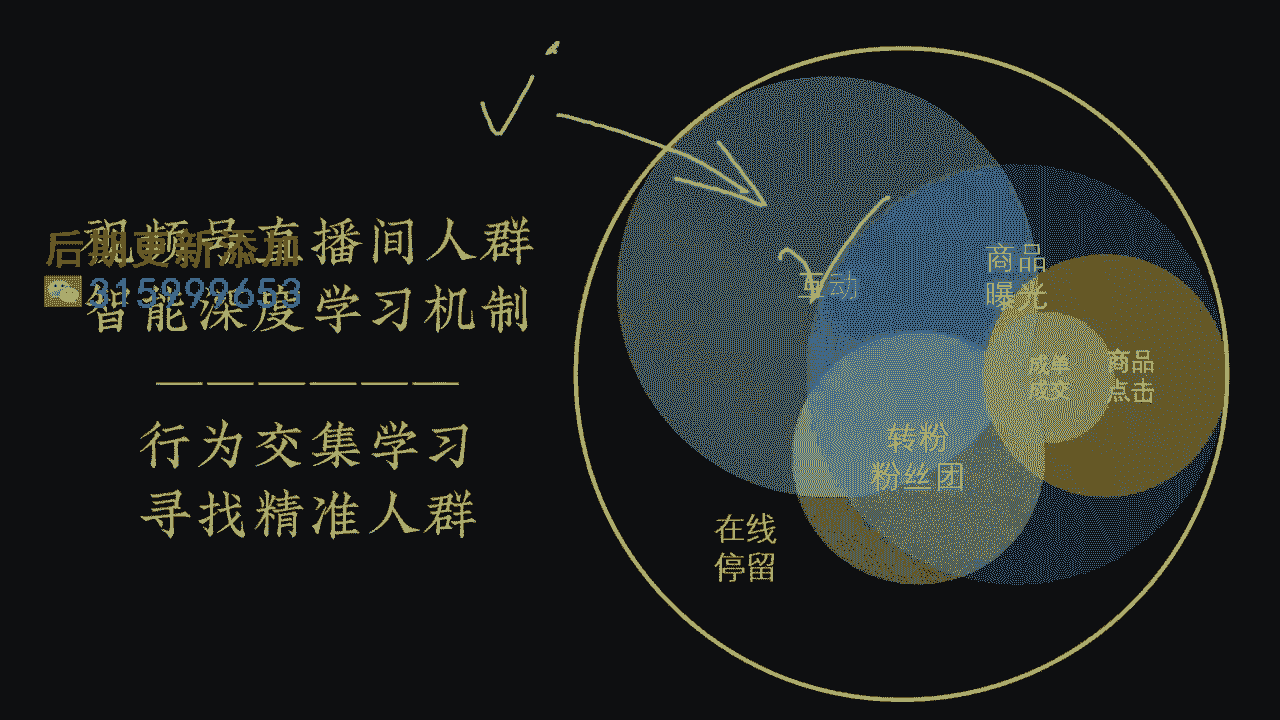 视频号直播间人群
后期更新添加
315999653
智能深度学习机制
——————
行为交集学习
寻找精准人群
互动
商品
曝光
成单
成交
商品
点击
转粉
粉丝团
在线
停留